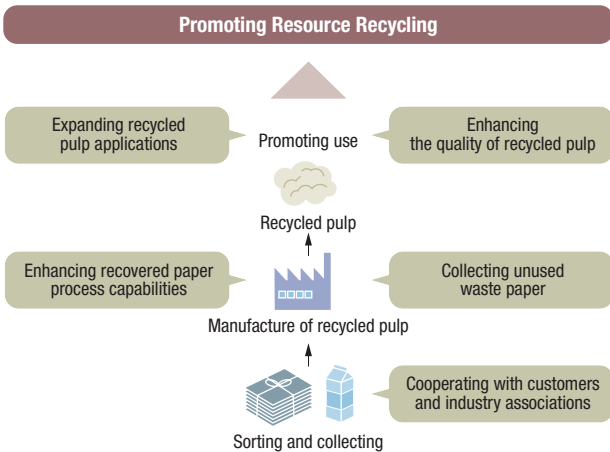 Promoting Resource Recycling
Expanding recycled
pulp applications
Promoting use
Enhancing
the quality of recycled pulp
Recycled pulp
Enhancing recovered paper
process capabilities
Collecting unused
waste paper
Manufacture of recycled pulp
Cooperating with customers
and industry associations
Sorting and collecting